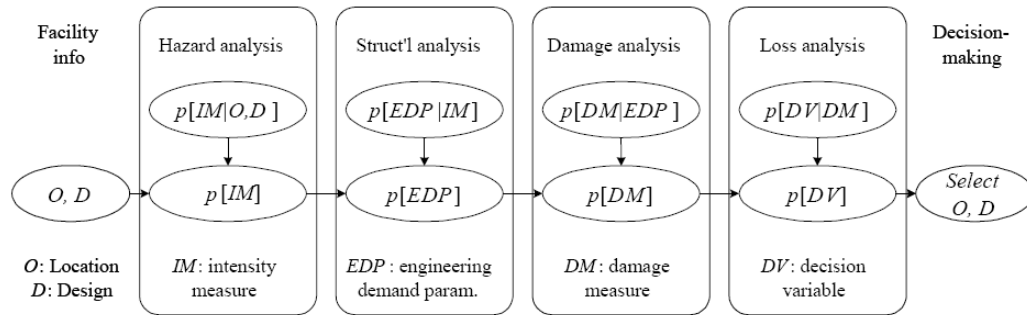 Facility
info
Hazard analysis
Struct'l analysis
Damage analysis
Loss analysis
Decision-
making
p[IM|O,D ]
p[EDP |IM]
p[DM|EDP ]
p[DV|DM]
O, D
p[IM]
p[EDP]
p[DM]
p[DV]
Select
O, D
O: Location
D: Design
IM : intensity
measure
EDP : engineering
demand param.
DM : damage
measure
DV : decision
variable